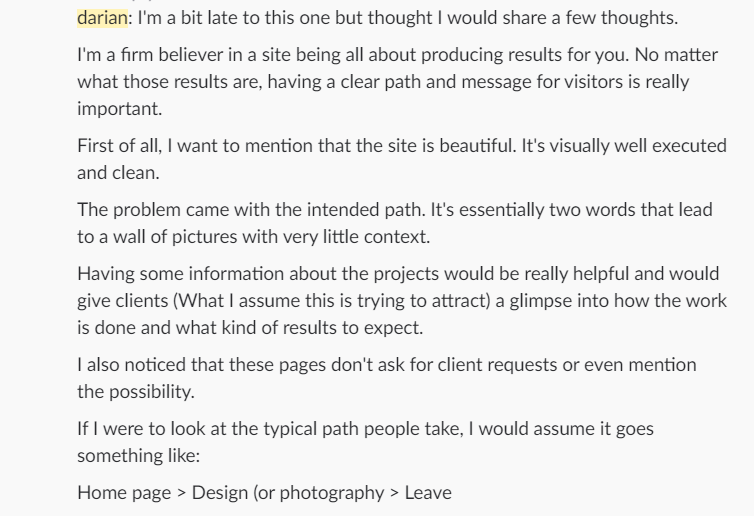 darian: I'm a bit late to this one but thought I would share a few thoughts.
I'm a firm believer in a site being all about producing results for you. No matter
what those results are, having a clear path and message for visitors is really
important.
First of all, I want to mention that the site is beautiful. It's visually well executed
and clean.
The problem came with the intended path. It's essentially two words that lead
to a wall of pictures with very little context.
Having some information about the projects would be really helpful and would
give clients (What I assume this is trying to attract) a glimpse into how the work
is done and what kind of results to expect.
I also noticed that these pages don't ask for client requests or even mention
the possibility.
If I were to look at the typical path people take, I would assume it goes
something like:
Home page > Design (or photography > Leave